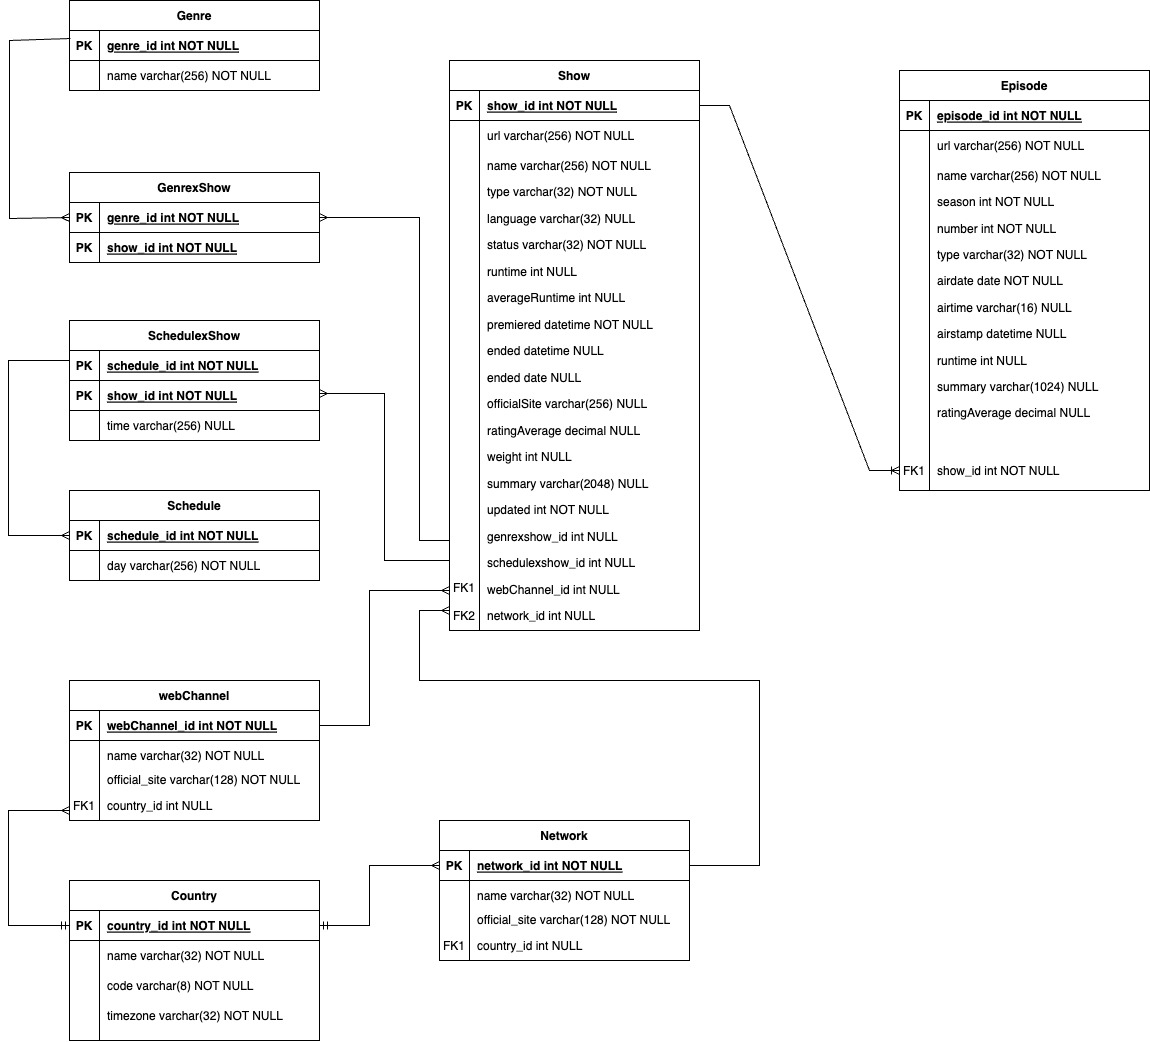 Genre
PK genre_id int NOT NULL
name varchar(256) NOT NULL
GenrexShow
PK genre_id int NOT NULL
PK show_id int NOT NULL
SchedulexShow
PK schedule_id int NOT NULL
PK show_id int NOT NULL
time varchar(256) NULL
Schedule
PK schedule_id int NOT NULL
day varchar(256) NOT NULL
webChannel
PK webChannel_id int NOT NULL
name varchar(32) NOT NULL
official_site varchar(128) NOT NULL
FK1 country_id int NULL
Country
PK country_id int NOT NULL
name varchar(32) NOT NULL
code varchar(8) NOT NULL
timezone varchar(32) NOT NULL
Show
PK show_id int NOT NULL
url varchar(256) NOT NULL
name varchar(256) NOT NULL
type varchar(32) NOT NULL
language varchar(32) NULL
status varchar(32) NOT NULL
runtime int NULL
averageRuntime int NULL
premiered datetime NOT NULL
ended datetime NULL
ended date NULL
officialSite varchar(256) NULL
ratingAverage decimal NULL
weight int NULL
summary varchar(2048) NULL
updated int NOT NULL
genrexshow_id int NULL
schedulexshow_id int NULL
FK1 webChannel_id int NULL
FK2 network_id int NULL
Network
PK network_id int NOT NULL
name varchar(32) NOT NULL
official_site varchar(128) NOT NULL
FK1 country_id int NULL
Episode
PK episode_id int NOT NULL
url varchar(256) NOT NULL
name varchar(256) NOT NULL
season int NOT NULL
number int NOT NULL
type varchar(32) NOT NULL
airdate date NOT NULL
airtime varchar(16) NULL
airstamp datetime NULL
runtime int NULL
summary varchar(1024) NULL
ratingAverage decimal NULL
FK1 show_id int NOT NULL